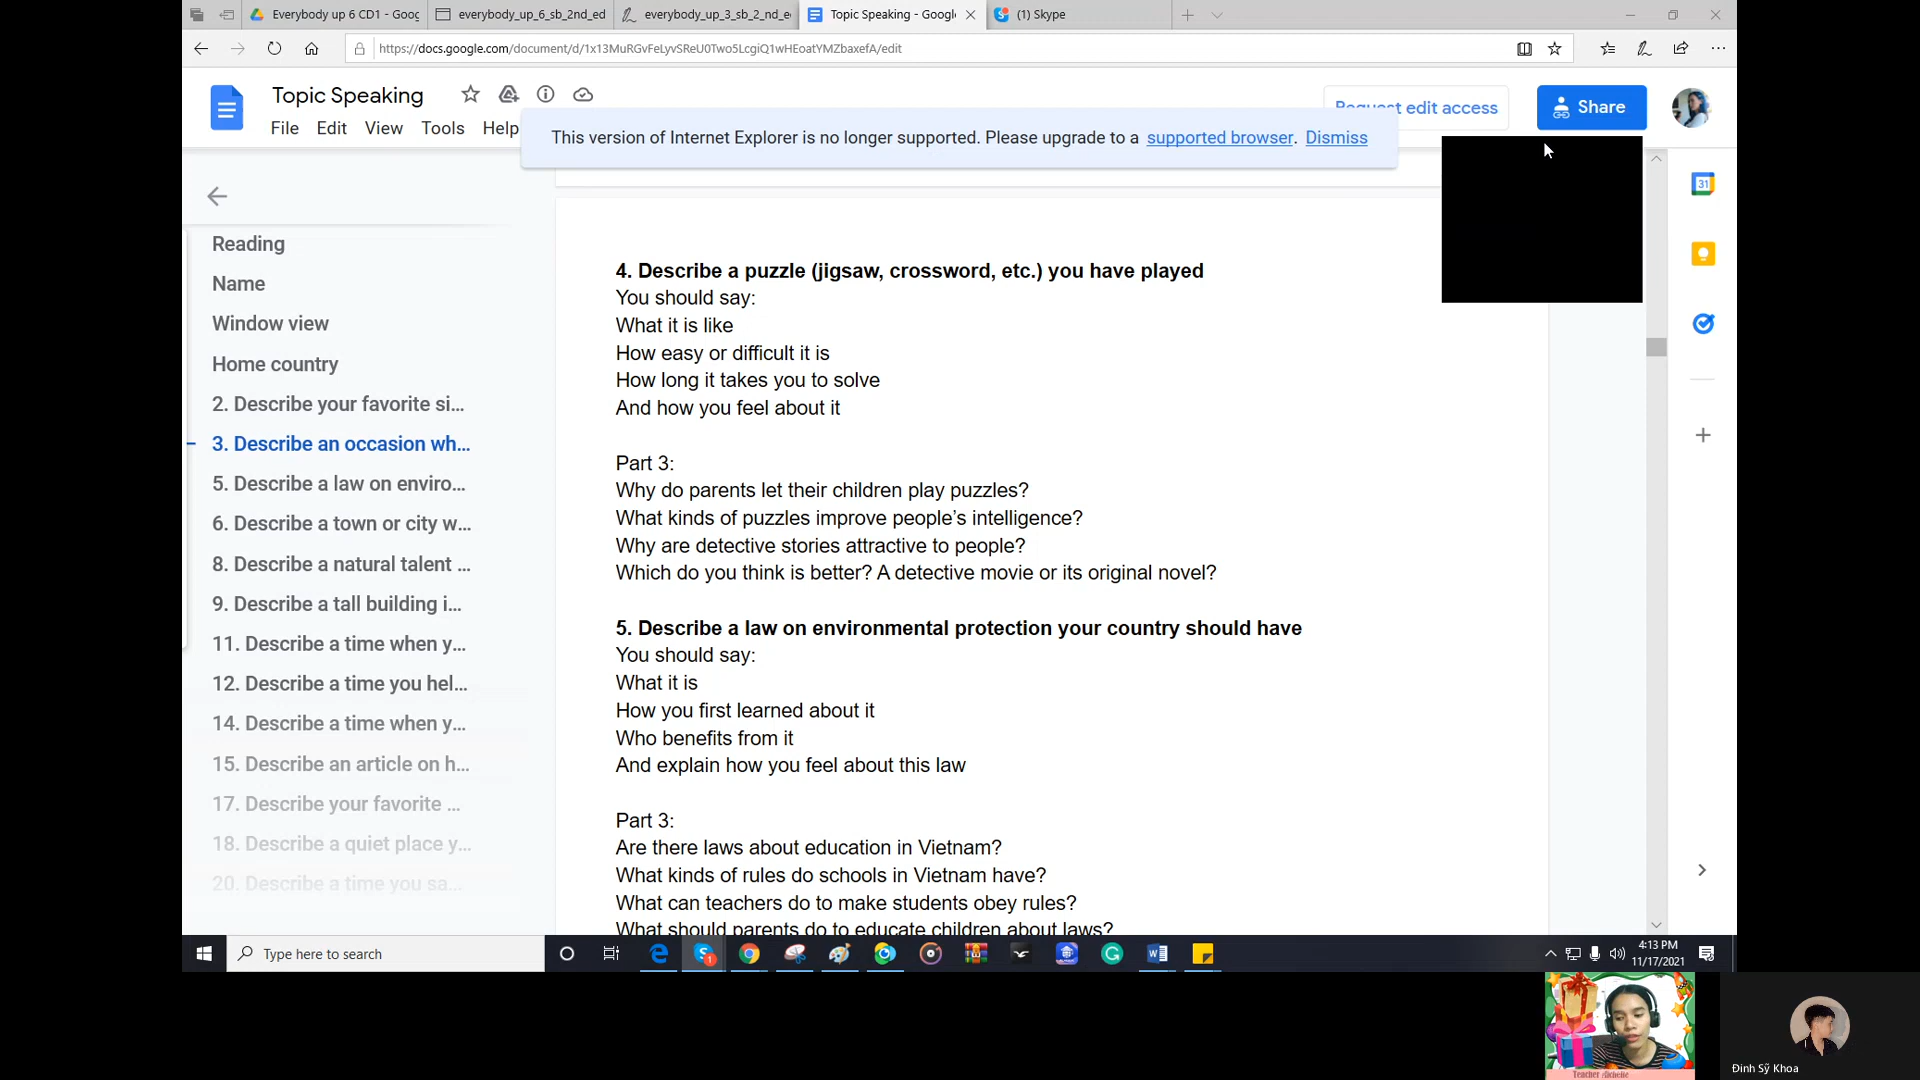 Everybody up 6 CD1 - Goog
everybody_up_6_sb_2nd_ed
everybody_up_3_sb_2_nd_ed
Topic Speaking - Google
(1) Skype
https://docs.google.com/document/d/1x13MuRGvFeLyvSReU0Two5LcgiQ1wHEoatYMZbaxefA/edit
Topic Speaking
Request edit access
Share
File Edit View Tools Help
This version of Internet Explorer is no longer supported. Please upgrade to a supported browser. Dismiss
Reading
Name
Window view
Home country
2. Describe your favorite si...
3. Describe an occasion wh...
5. Describe a law on enviro...
6. Describe a town or city w...
8. Describe a natural talent ...
9. Describe a tall building i...
11. Describe a time when y...
12. Describe a time you hel...
14. Describe a time when y...
15. Describe an article on h...
17. Describe your favorite ...
18. Describe a quiet place y...
20. Describe a time you sa...
4. Describe a puzzle (jigsaw, crossword, etc.) you have played
You should say:
What it is like
How easy or difficult it is
How long it takes you to solve
And how you feel about it
Part 3:
Why do parents let their children play puzzles?
What kinds of puzzles improve people's intelligence?
Why are detective stories attractive to people?
Which do you think is better? A detective movie or its original novel?
5. Describe a law on environmental protection your country should have
You should say:
What it is
How you first learned about it
Who benefits from it
And explain how you feel about this law
Part 3:
Are there laws about education in Vietnam?
What kinds of rules do schools in Vietnam have?
What can teachers do to make students obey rules?
What should parents do to educate children about laws?
31
Type here to search
4:13 PM
11/17/2021
Teacher Richelle
Đinh Sỹ Khoa